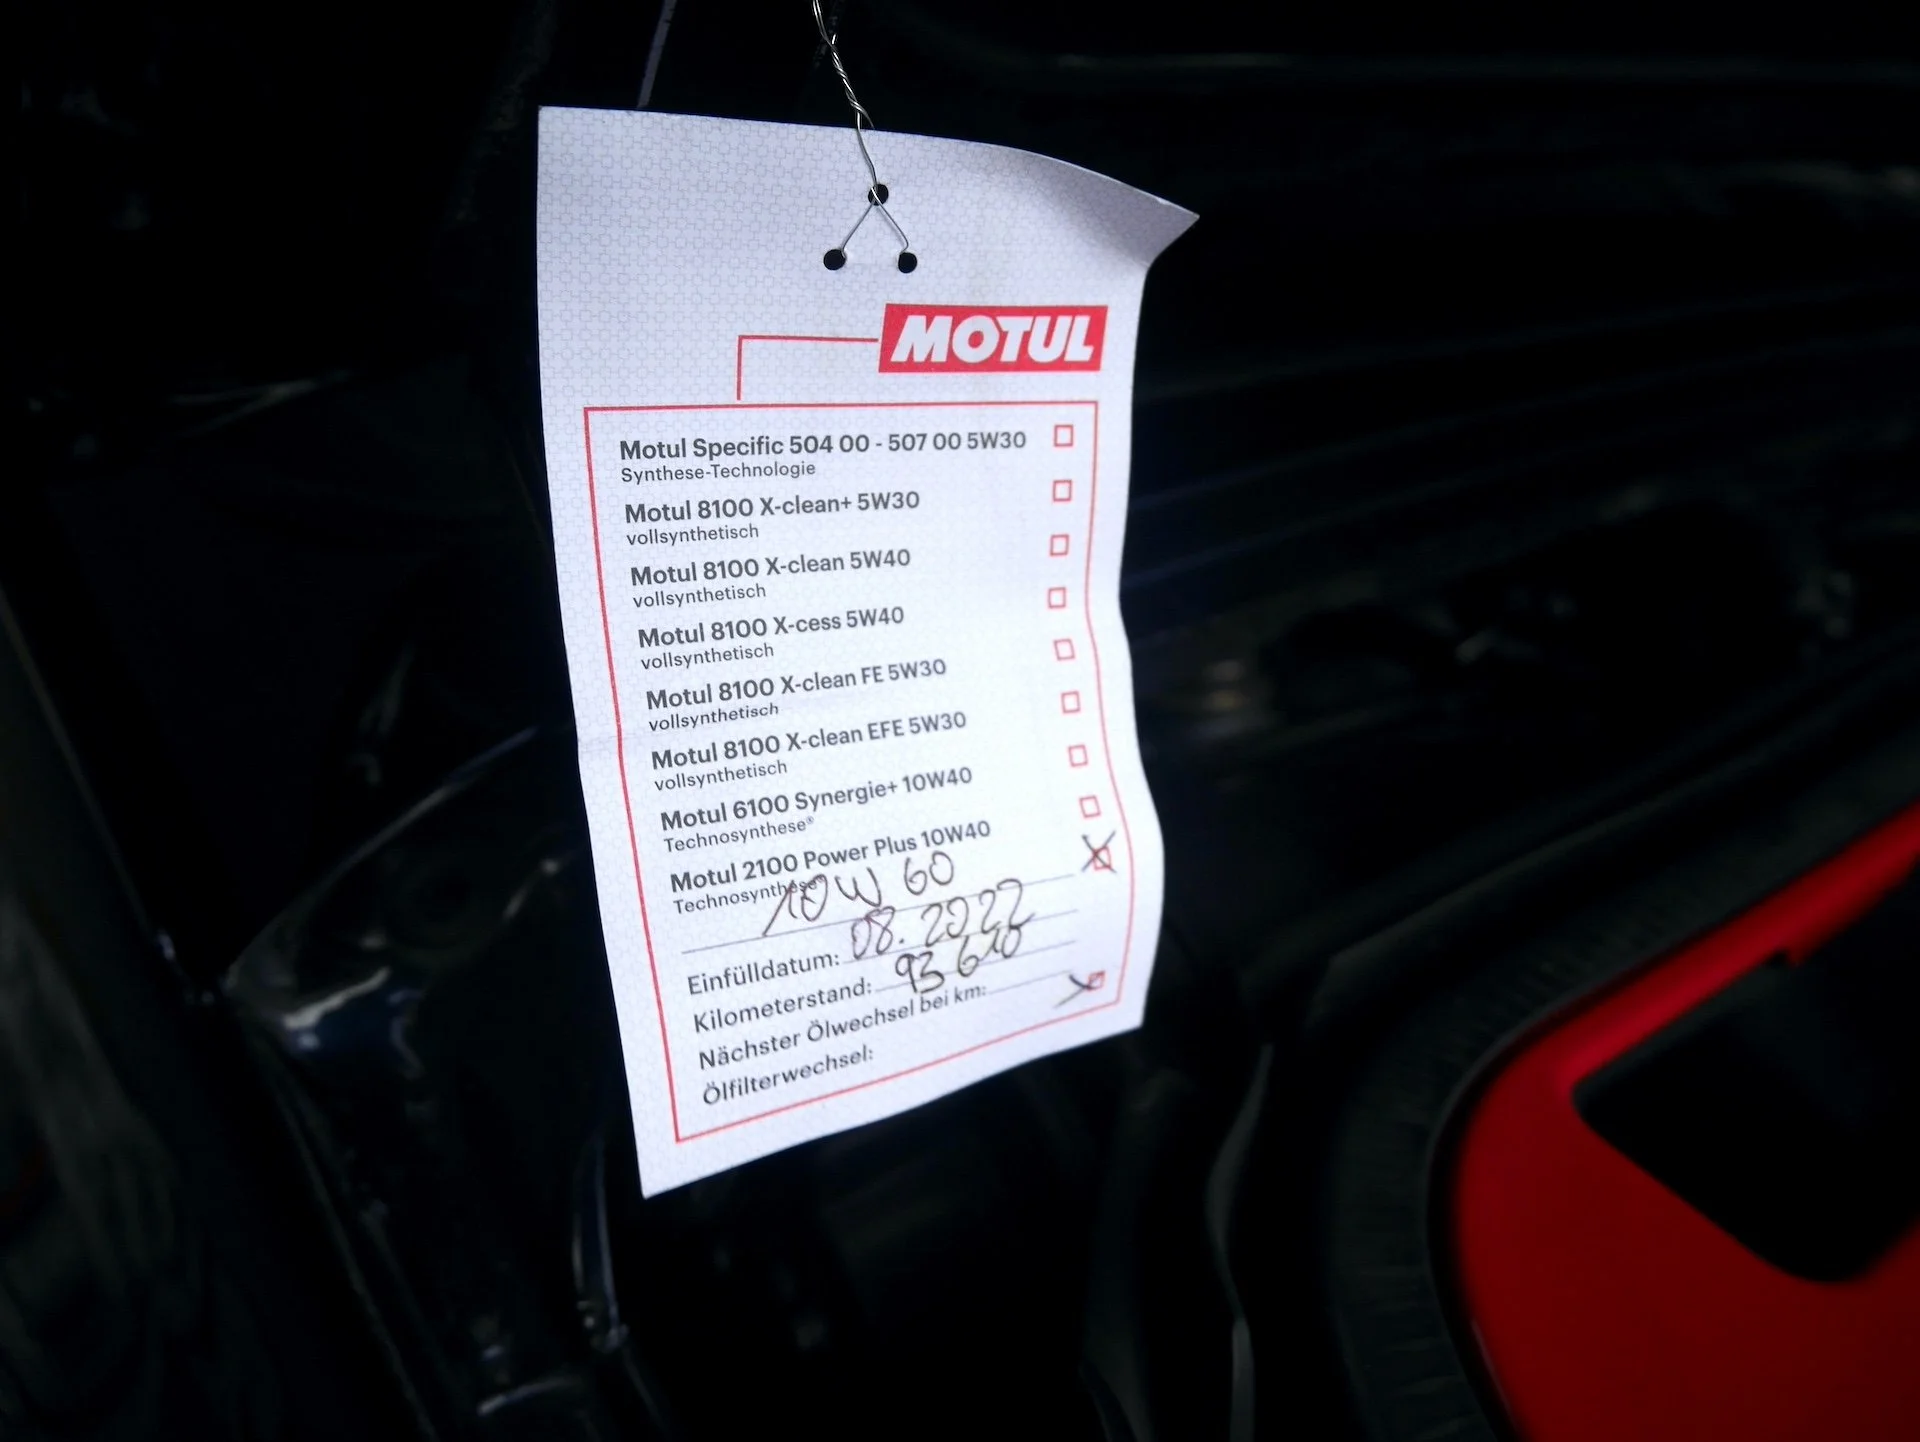 MOTUL
Motul Specific 504 00 - 507 00 5W30
Synthese-Technologie
Motul 8100 X-clean+ 5W30
vollsynthetisch
Motul 8100 X-clean 5W40
vollsynthetisch
Motul 8100 X-cess 5W40
vollsynthetisch
Motul 8100 X-clean FE 5W30
vollsynthetisch
Motul 8100 X-clean EFE 5W30
vollsynthetisch
Motul 6100 Synergie+ 10W40
Technosynthese®
Motul 2100 Power Plus 10W40
Technosynthese®
10W 60
Einfülldatum: 08.2022
Kilometerstand: 93 610
Nächster Ölwechsel bei km:
Ölfilterwechsel: